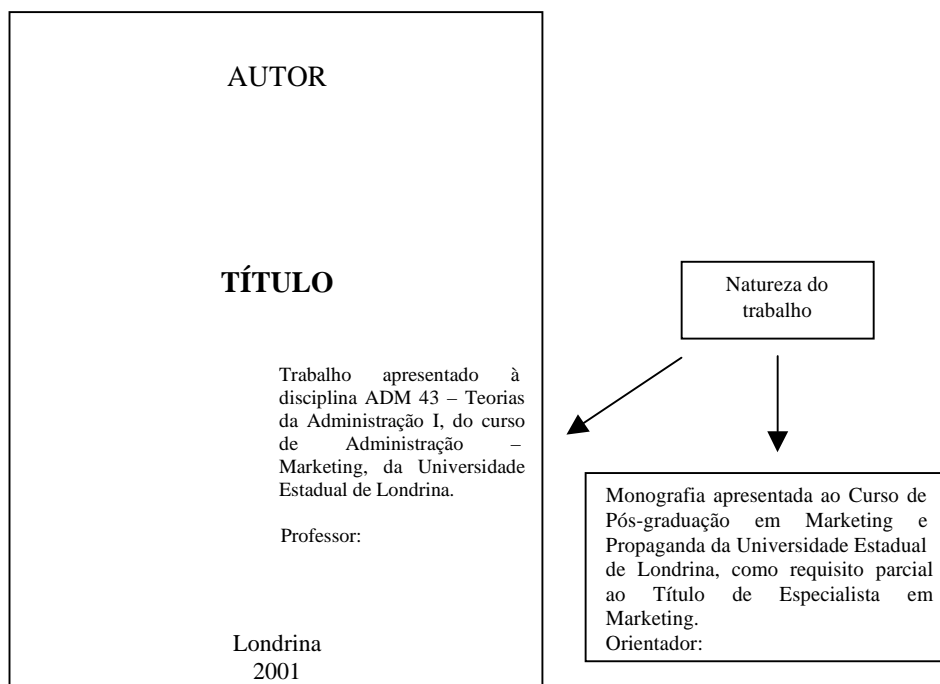 AUTOR
TÍTULO
Trabalho apresentado à
disciplina ADM 43 – Teorias
da Administração I, do curso
de Administração –
Marketing, da Universidade
Estadual de Londrina.
Professor:
Londrina
2001
Natureza do
trabalho
Monografia apresentada ao Curso de
Pós-graduação em Marketing e
Propaganda da Universidade Estadual
de Londrina, como requisito parcial
ao Título de Especialista em
Marketing.
Orientador: